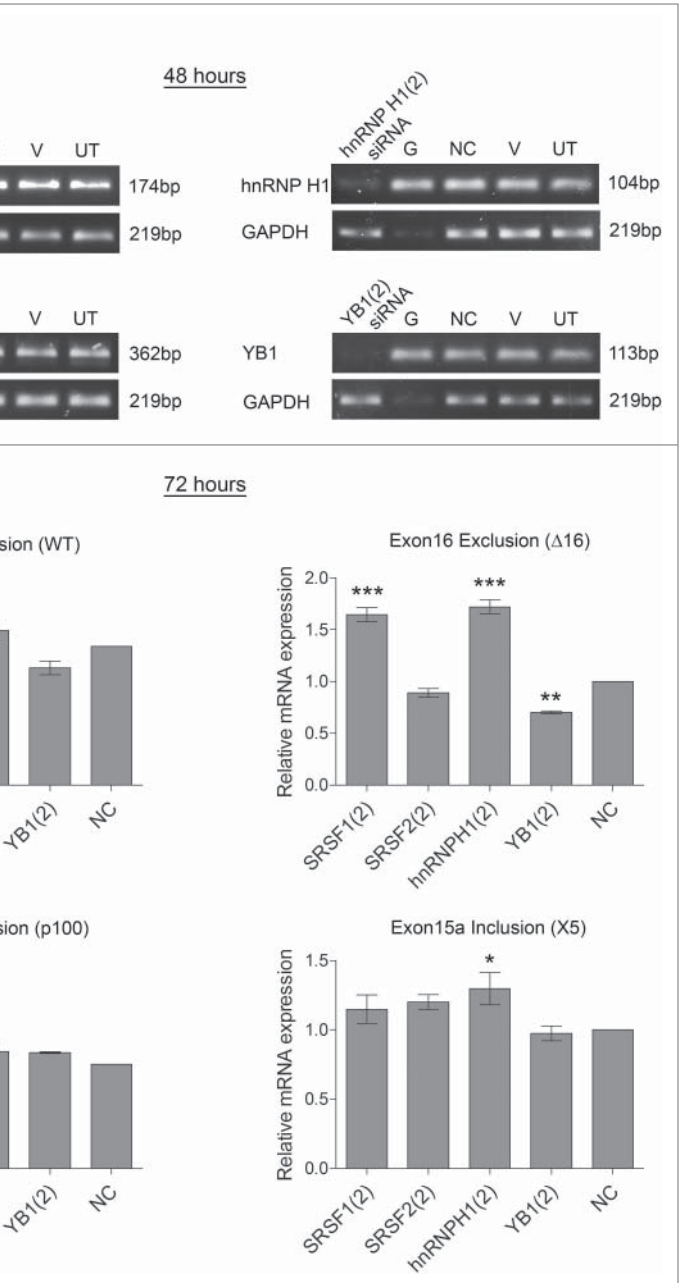 48 hours
V UT
174bp
219bp
hnRNP H1(2)
siRNA
G NC V UT
hnRNP H1
104bp
GAPDH
219bp
V UT
362bp
219bp
YB1(2)
siRNA
G NC V UT
YB1
113bp
GAPDH
219bp
72 hours
sion (WT)
YB1(2)
NC
Exon16 Exclusion (Δ16)
Relative mRNA expression
2.0
1.5
1.0
0.5
0.0
***
***
**
SRSF1(2)
SRSF2(2)
hnRNPH1(2)
YB1(2)
NC
sion (p100)
YB1(2)
NC
Exon15a Inclusion (X5)
Relative mRNA expression
1.5
1.0
0.5
0.0
*
SRSF1(2)
SRSF2(2)
hnRNPH1(2)
YB1(2)
NC